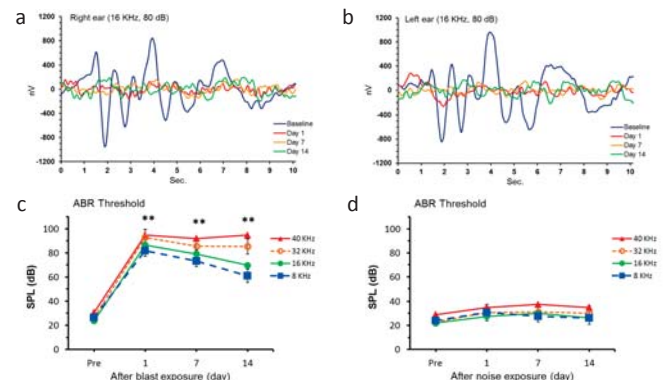 a
Right ear (16 KHz, 80 dB)
1200
800
400
0
-400
-800
-1200
nV
0 1 2 3 4 5 6 7 8 9 10
Sec.
Baseline
Day 1
Day 7
Day 14
b
Left ear (16 KHz, 80 dB)
1200
800
400
0
-400
-800
-1200
nV
0 1 2 3 4 5 6 7 8 9 10
Sec.
Baseline
Day 1
Day 7
Day 14
c
ABR Threshold
** ** **
100
80
60
40
20
0
SPL (dB)
Pre 1 7 14
After blast exposure (day)
40 KHz
32 KHz
16 KHz
8 KHz
d
ABR Threshold
100
80
60
40
20
0
SPL (dB)
Pre 1 7 14
After noise exposure (day)
40 KHz
32 KHz
16 KHz
8 KHz